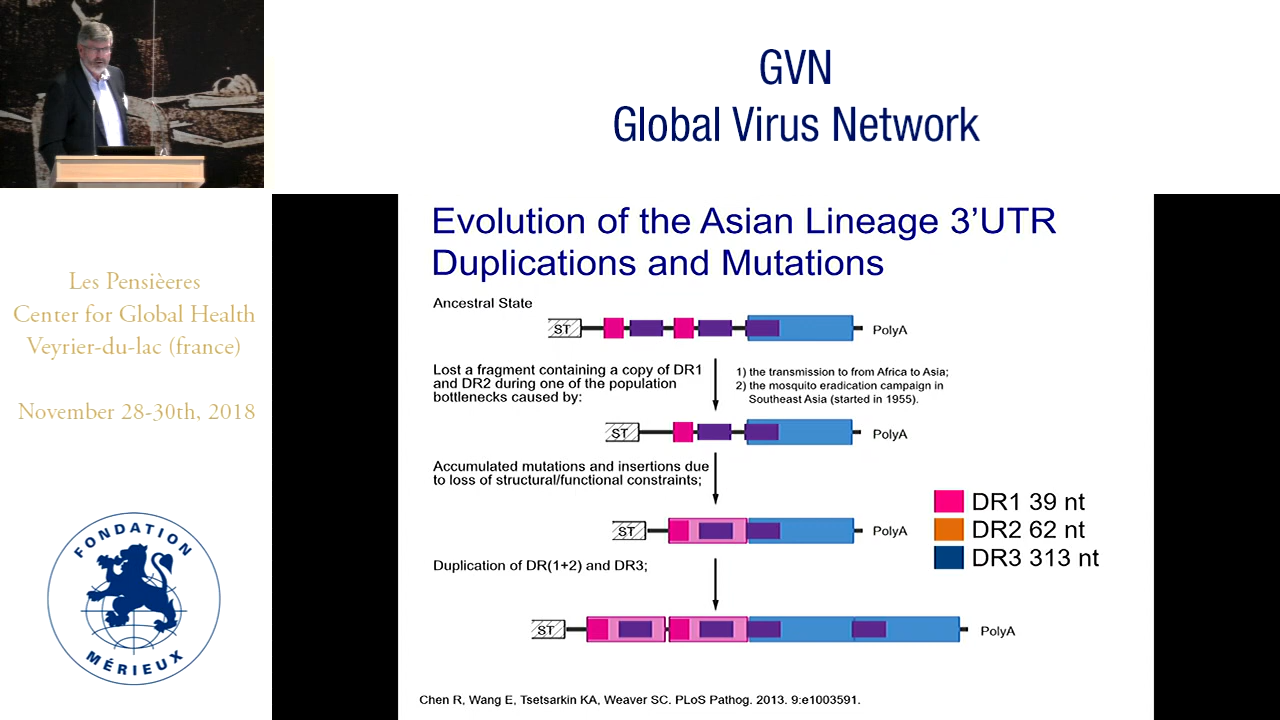 GVN
Global Virus Network
Les Pensièeres
Center for Global Health
Veyrier-du-lac (france)
November 28-30th, 2018
FONDATION
MÉRIEUX
Evolution of the Asian Lineage 3’UTR
Duplications and Mutations
Ancestral State
ST
PolyA
Lost a fragment containing a copy of DR1
and DR2 during one of the population
bottlenecks caused by:
1) the transmission to from Africa to Asia;
2) the mosquito eradication campaign in
Southeast Asia (started in 1955).
ST
PolyA
Accumulated mutations and insertions due
to loss of structural/functional constraints;
ST
PolyA
DR1 39 nt
DR2 62 nt
DR3 313 nt
Duplication of DR(1+2) and DR3;
ST
PolyA
Chen R, Wang E, Tsetsarkin KA, Weaver SC. PLoS Pathog. 2013. 9:e1003591.